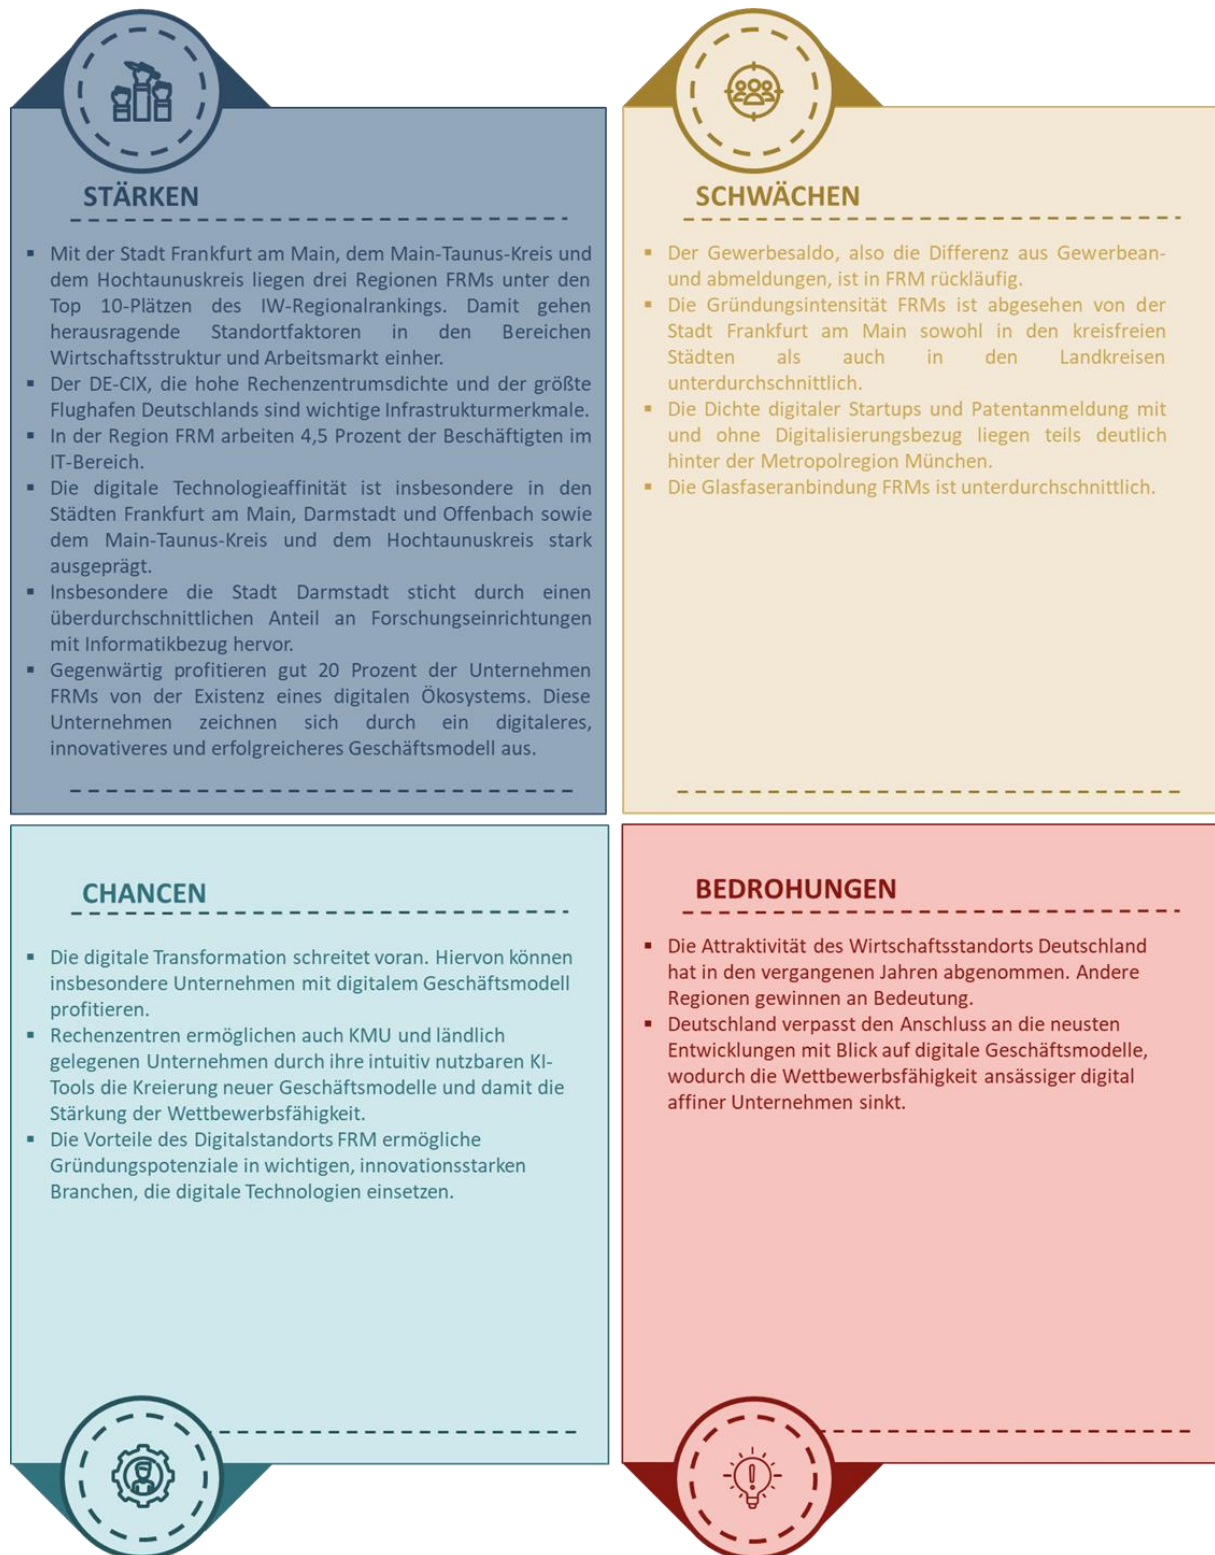 STÄRKEN
▪ Mit der Stadt Frankfurt am Main, dem Main-Taunus-Kreis und
dem Hochtaunuskreis liegen drei Regionen FRMs unter den
Top 10-Plätzen des IW-Regionalrankings. Damit gehen
herausragende Standortfaktoren in den Bereichen
Wirtschaftsstruktur und Arbeitsmarkt einher.
▪ Der DE-CIX, die hohe Rechenzentrumsdichte und der größte
Flughafen Deutschlands sind wichtige Infrastrukturmerkmale.
▪ In der Region FRM arbeiten 4,5 Prozent der Beschäftigten im
IT-Bereich.
▪ Die digitale Technologieaffinität ist insbesondere in den
Städten Frankfurt am Main, Darmstadt und Offenbach sowie
dem Main-Taunus-Kreis und dem Hochtaunuskreis stark
ausgeprägt.
▪ Insbesondere die Stadt Darmstadt sticht durch einen
überdurchschnittlichen Anteil an Forschungseinrichtungen
mit Informatikbezug hervor.
▪ Gegenwärtig profitieren gut 20 Prozent der Unternehmen
FRMs von der Existenz eines digitalen Ökosystems. Diese
Unternehmen zeichnen sich durch ein digitaleres,
innovativeres und erfolgreicheres Geschäftsmodell aus.
SCHWÄCHEN
▪ Der Gewerbesaldo, also die Differenz aus Gewerbean-
und abmeldungen, ist in FRM rückläufig.
▪ Die Gründungsintensität FRMs ist abgesehen von der
Stadt Frankfurt am Main sowohl in den kreisfreien
Städten als auch in den Landkreisen
unterdurchschnittlich.
▪ Die Dichte digitaler Startups und Patentanmeldung mit
und ohne Digitalisierungsbezug liegen teils deutlich
hinter der Metropolregion München.
▪ Die Glasfaseranbindung FRMs ist unterdurchschnittlich.
CHANCEN
▪ Die digitale Transformation schreitet voran. Hiervon können
insbesondere Unternehmen mit digitalem Geschäftsmodell
profitieren.
▪ Rechenzentren ermöglichen auch KMU und ländlich
gelegenen Unternehmen durch ihre intuitiv nutzbaren KI-
Tools die Kreierung neuer Geschäftsmodelle und damit die
Stärkung der Wettbewerbsfähigkeit.
▪ Die Vorteile des Digitalstandorts FRM ermögliche
Gründungspotenziale in wichtigen, innovationsstarken
Branchen, die digitale Technologien einsetzen.
BEDROHUNGEN
▪ Die Attraktivität des Wirtschaftsstandorts Deutschland
hat in den vergangenen Jahren abgenommen. Andere
Regionen gewinnen an Bedeutung.
▪ Deutschland verpasst den Anschluss an die neusten
Entwicklungen mit Blick auf digitale Geschäftsmodelle,
wodurch die Wettbewerbsfähigkeit ansässiger digital
affiner Unternehmen sinkt.